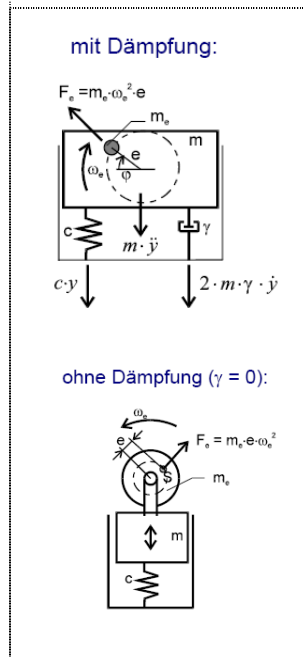 mit Dämpfung:
Fₑ =mₑ·ωₑ²·e
mₑ
m
e
ωₑ
φ
c
γ
m·ÿ
c·y
2·m·γ·ẏ
ohne Dämpfung (γ = 0):
ωₑ
e
Fₑ = mₑ·e·ωₑ²
S
mₑ
m
c